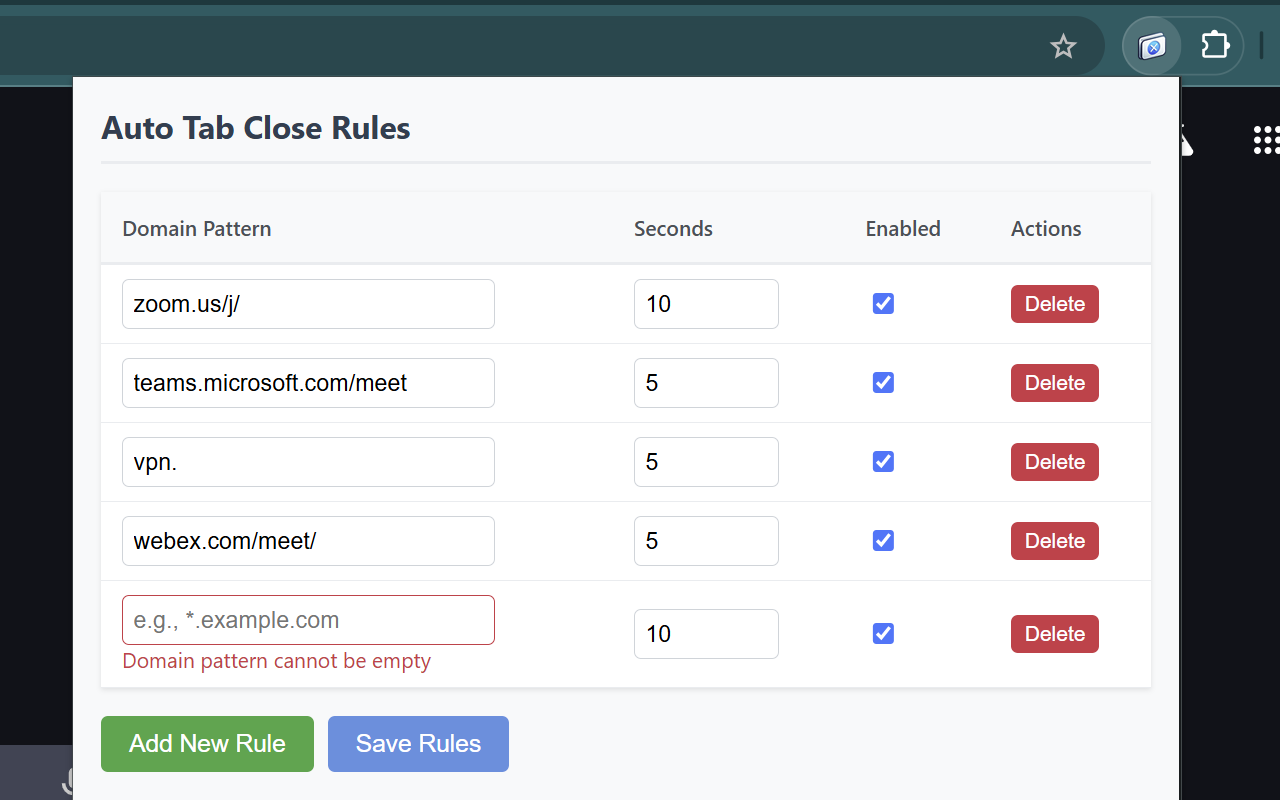 Auto Tab Close Rules
Domain Pattern Seconds Enabled Actions
zoom.us/j/ 10 Delete
teams.microsoft.com/meet 5 Delete
vpn. 5 Delete
webex.com/meet/ 5 Delete
e.g., *.example.com 10 Delete
Domain pattern cannot be empty
Add New Rule Save Rules